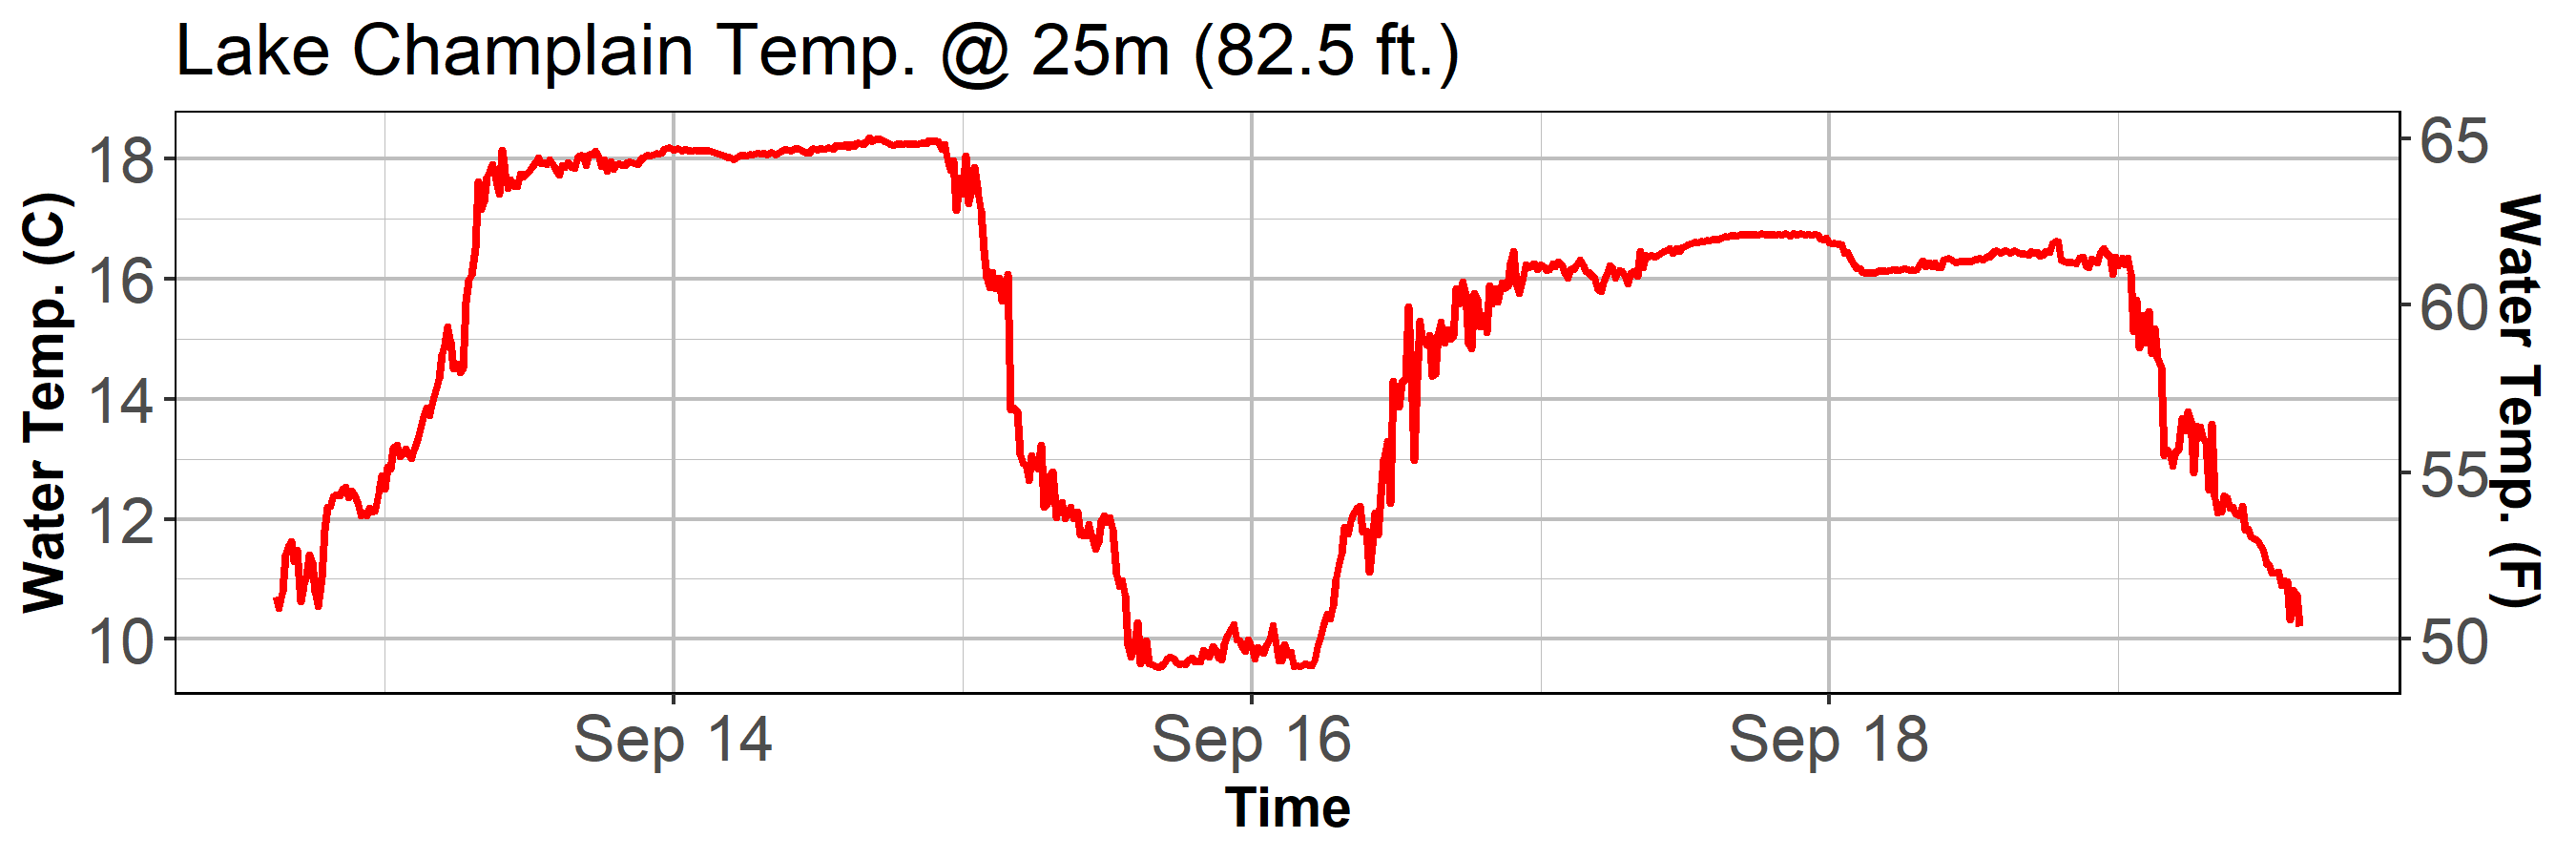 Lake Champlain Temp. @ 25m (82.5 ft.)
Water Temp. (C)
18
16
14
12
10
65
60
55
50
Water Temp. (F)
Sep 14 Sep 16 Sep 18
Time